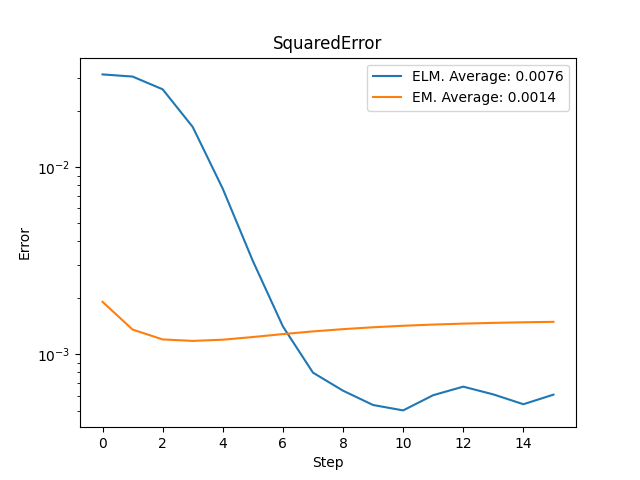 SquaredError
ELM. Average: 0.0076
EM. Average: 0.0014
10⁻²
10⁻³
Error
0 2 4 6 8 10 12 14
Step